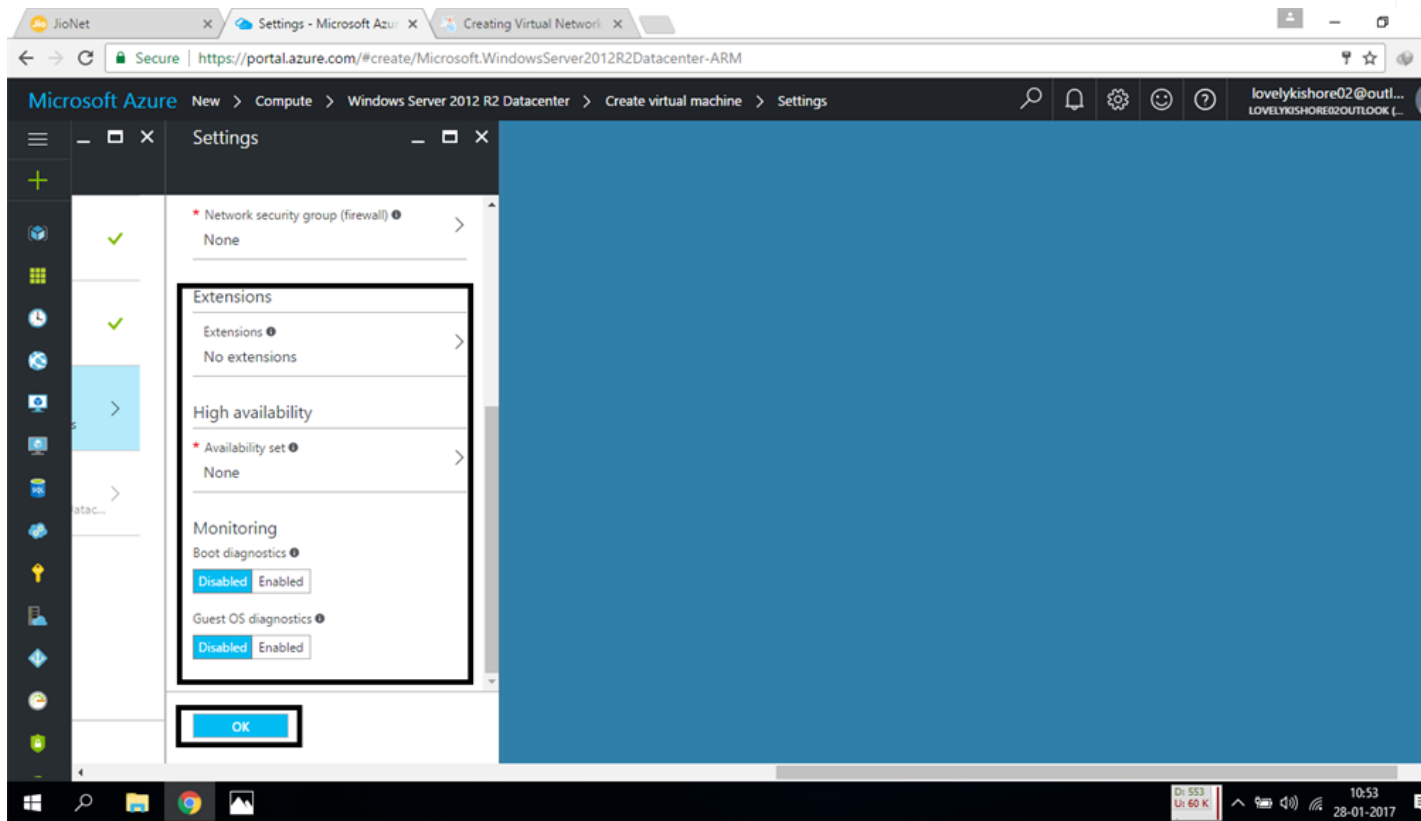 JioNet
Settings - Microsoft Azur
Creating Virtual Network
Secure https://portal.azure.com/#create/Microsoft.WindowsServer2012R2Datacenter-ARM
Microsoft Azure New > Compute > Windows Server 2012 R2 Datacenter > Create virtual machine > Settings
lovelykishore02@outl...
LOVELYKISHORE02OUTLOOK (...
Settings
* Network security group (firewall)
None
Extensions
Extensions
No extensions
High availability
* Availability set
None
s
atac...
Monitoring
Boot diagnostics
Disabled Enabled
Guest OS diagnostics
Disabled Enabled
OK
SQL
D: 553
U: 60 K
10:53
28-01-2017